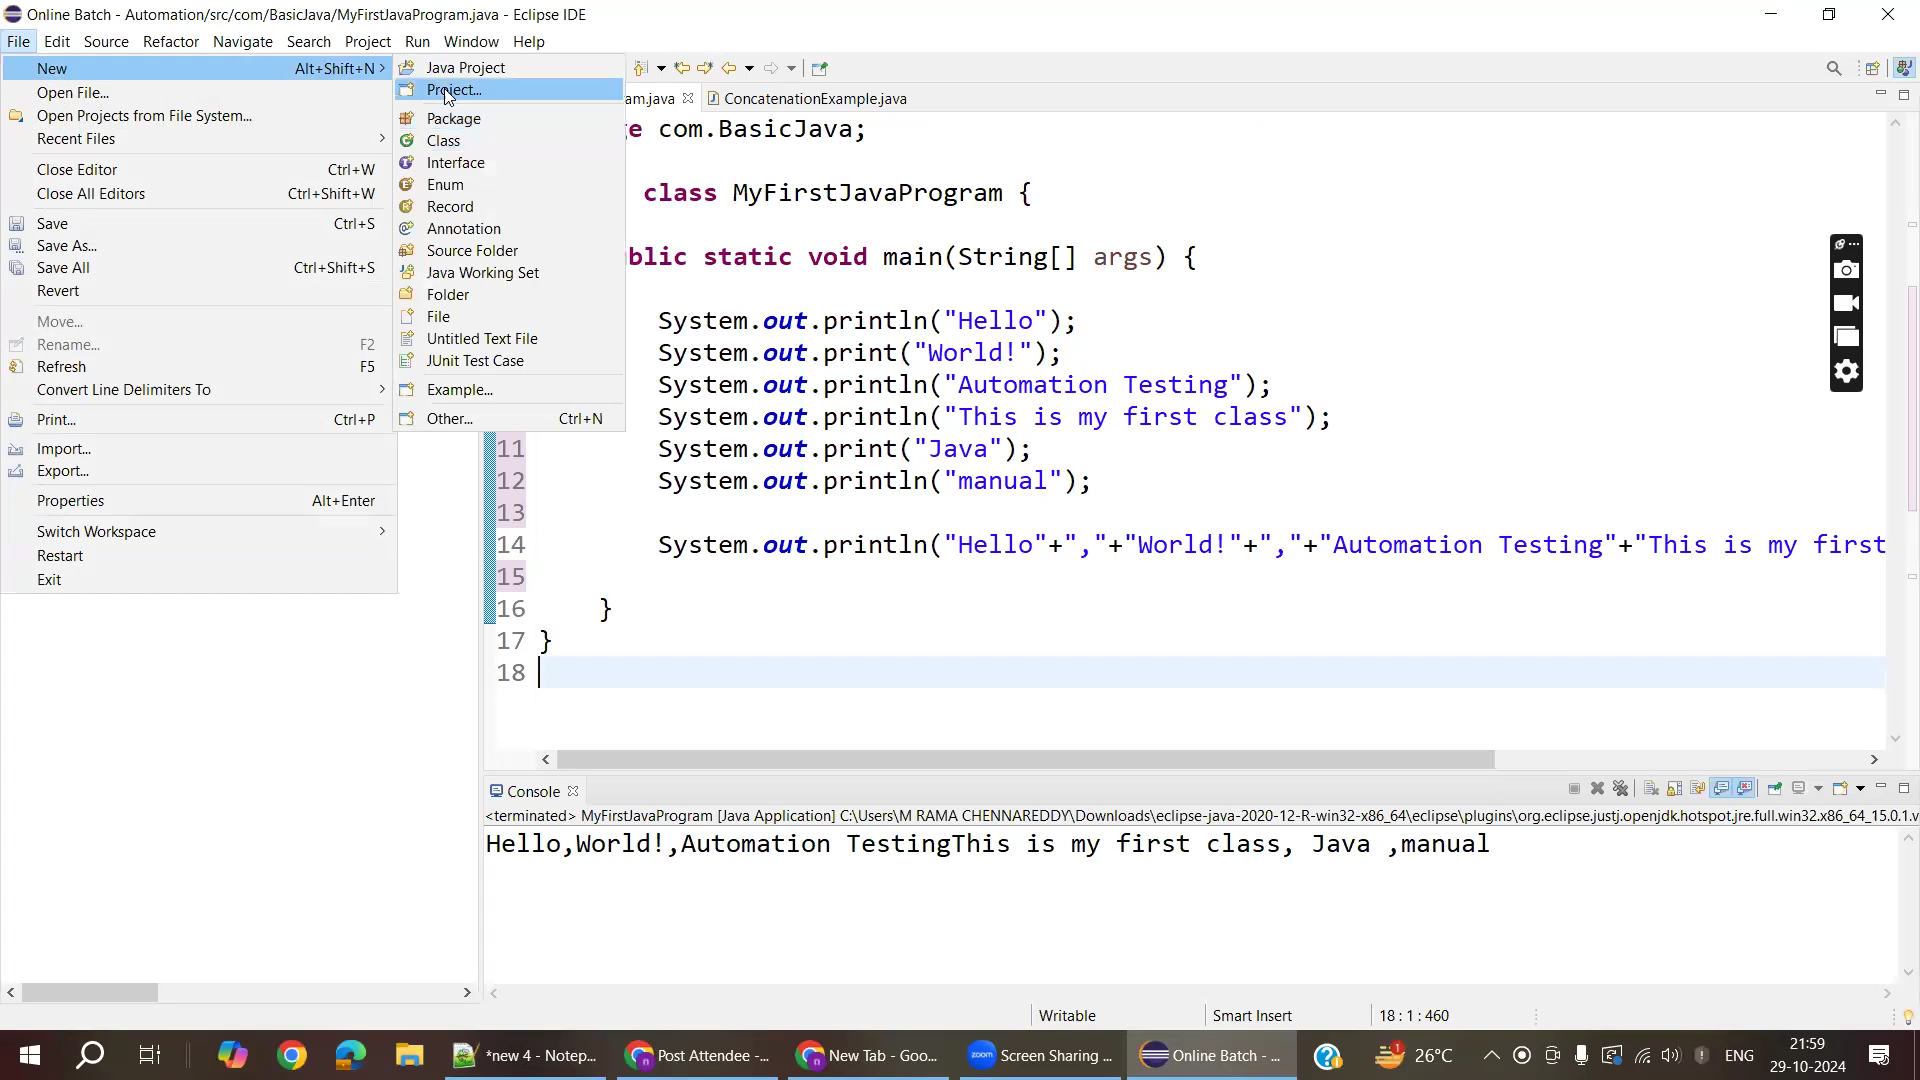 Online Batch - Automation/src/com/BasicJava/MyFirstJavaProgram.java - Eclipse IDE
File Edit Source Refactor Navigate Search Project Run Window Help
New Alt+Shift+N
Open File...
Open Projects from File System...
Recent Files
Close Editor Ctrl+W
Close All Editors Ctrl+Shift+W
Save Ctrl+S
Save As...
Save All Ctrl+Shift+S
Revert
Move...
Rename... F2
Refresh F5
Convert Line Delimiters To
Print... Ctrl+P
Import...
Export...
Properties Alt+Enter
Switch Workspace
Restart
Exit
Java Project
Project...
Package
Class
Interface
Enum
Record
Annotation
Source Folder
Java Working Set
Folder
File
Untitled Text File
JUnit Test Case
Example...
Other... Ctrl+N
am.java ConcatenationExample.java
ge com.BasicJava;
class MyFirstJavaProgram {
blic static void main(String[] args) {
System.out.println("Hello");
System.out.print("World!");
System.out.println("Automation Testing");
System.out.println("This is my first class");
11 System.out.print("Java");
12 System.out.println("manual");
13
14 System.out.println("Hello"+","+"World!"+","+"Automation Testing"+"This is my first
15
16 }
17 }
18
Console
<terminated> MyFirstJavaProgram [Java Application] C:\Users\M RAMA CHENNAREDDY\Downloads\eclipse-java-2020-12-R-win32-x86_64\eclipse\plugins\org.eclipse.justj.openjdk.hotspot.jre.full.win32.x86_64_15.0.1.v
Hello,World!,Automation TestingThis is my first class, Java ,manual
Writable Smart Insert 18 : 1 : 460
*new 4 - Notep... Post Attendee -... New Tab - Goo... zoom Screen Sharing ... Online Batch - ... 1 26°C ENG 21:59
29-10-2024